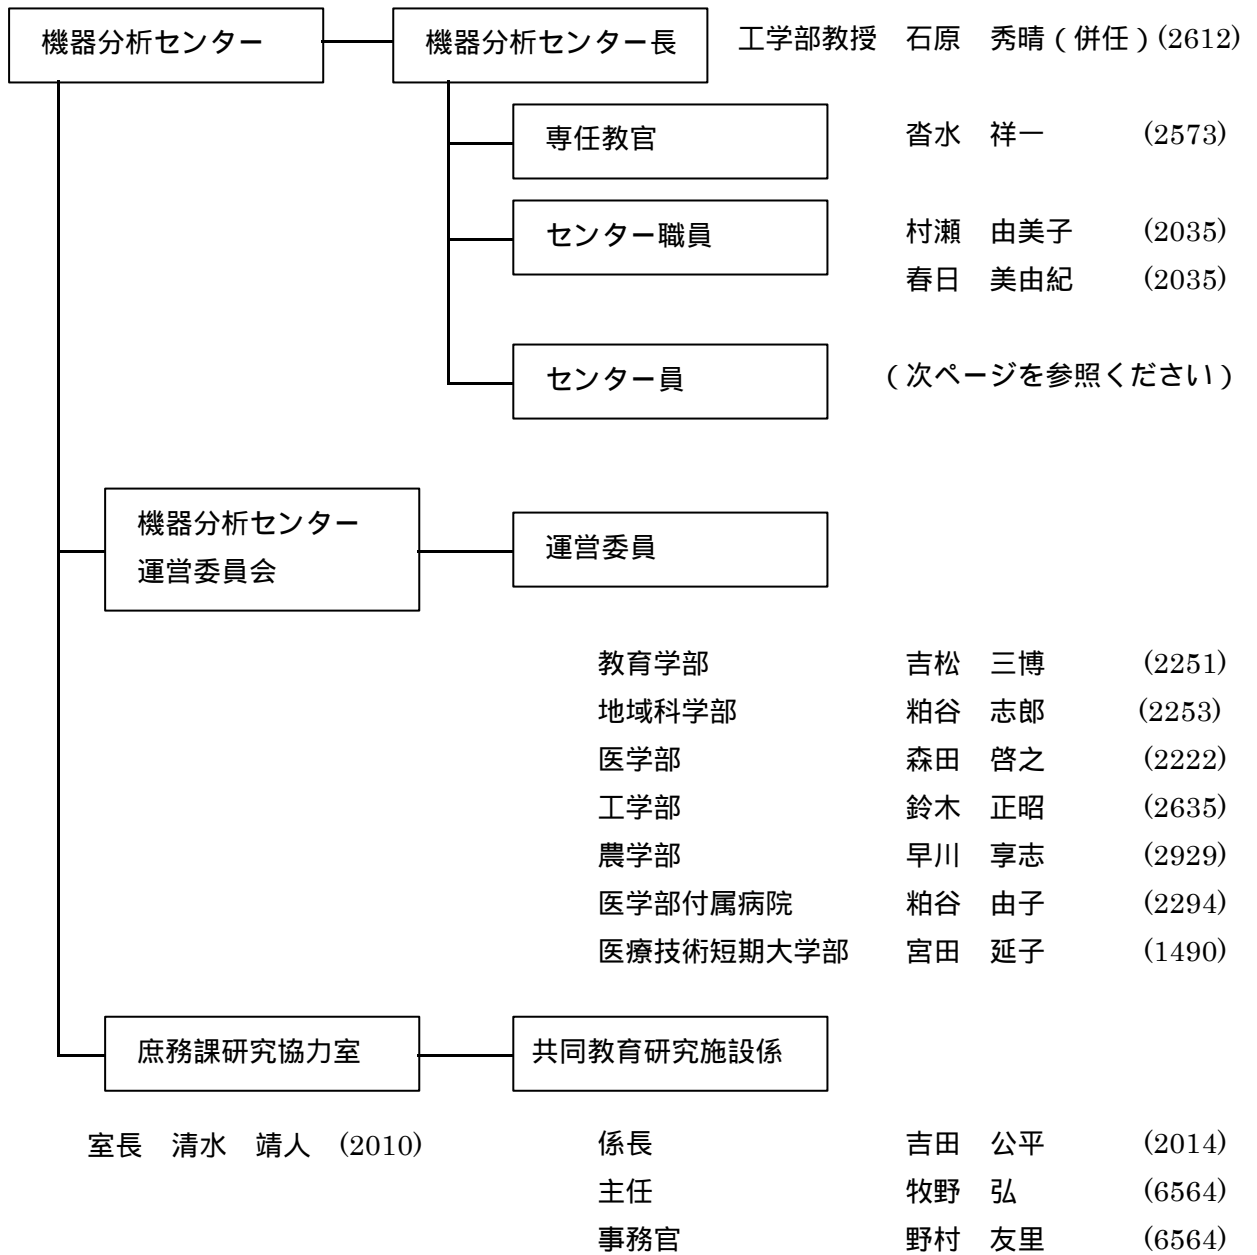 機器分析センター　機器分析センター長　工学部教授　石原　秀晴（併任）(2612)
専任教官　沓水　祥一　(2573)
センター職員　村瀬　由美子　(2035)
春日　美由紀　(2035)
センター員　（次ページを参照ください）
機器分析センター
運営委員会
運営委員
教育学部　吉松　三博　(2251)
地域科学部　粕谷　志郎　(2253)
医学部　森田　啓之　(2222)
工学部　鈴木　正昭　(2635)
農学部　早川　享志　(2929)
医学部付属病院　粕谷　由子　(2294)
医療技術短期大学部　宮田　延子　(1490)
庶務課研究協力室　共同教育研究施設係
室長　清水　靖人　(2010)
係長　吉田　公平　(2014)
主任　牧野　弘　(6564)
事務官　野村　友里　(6564)